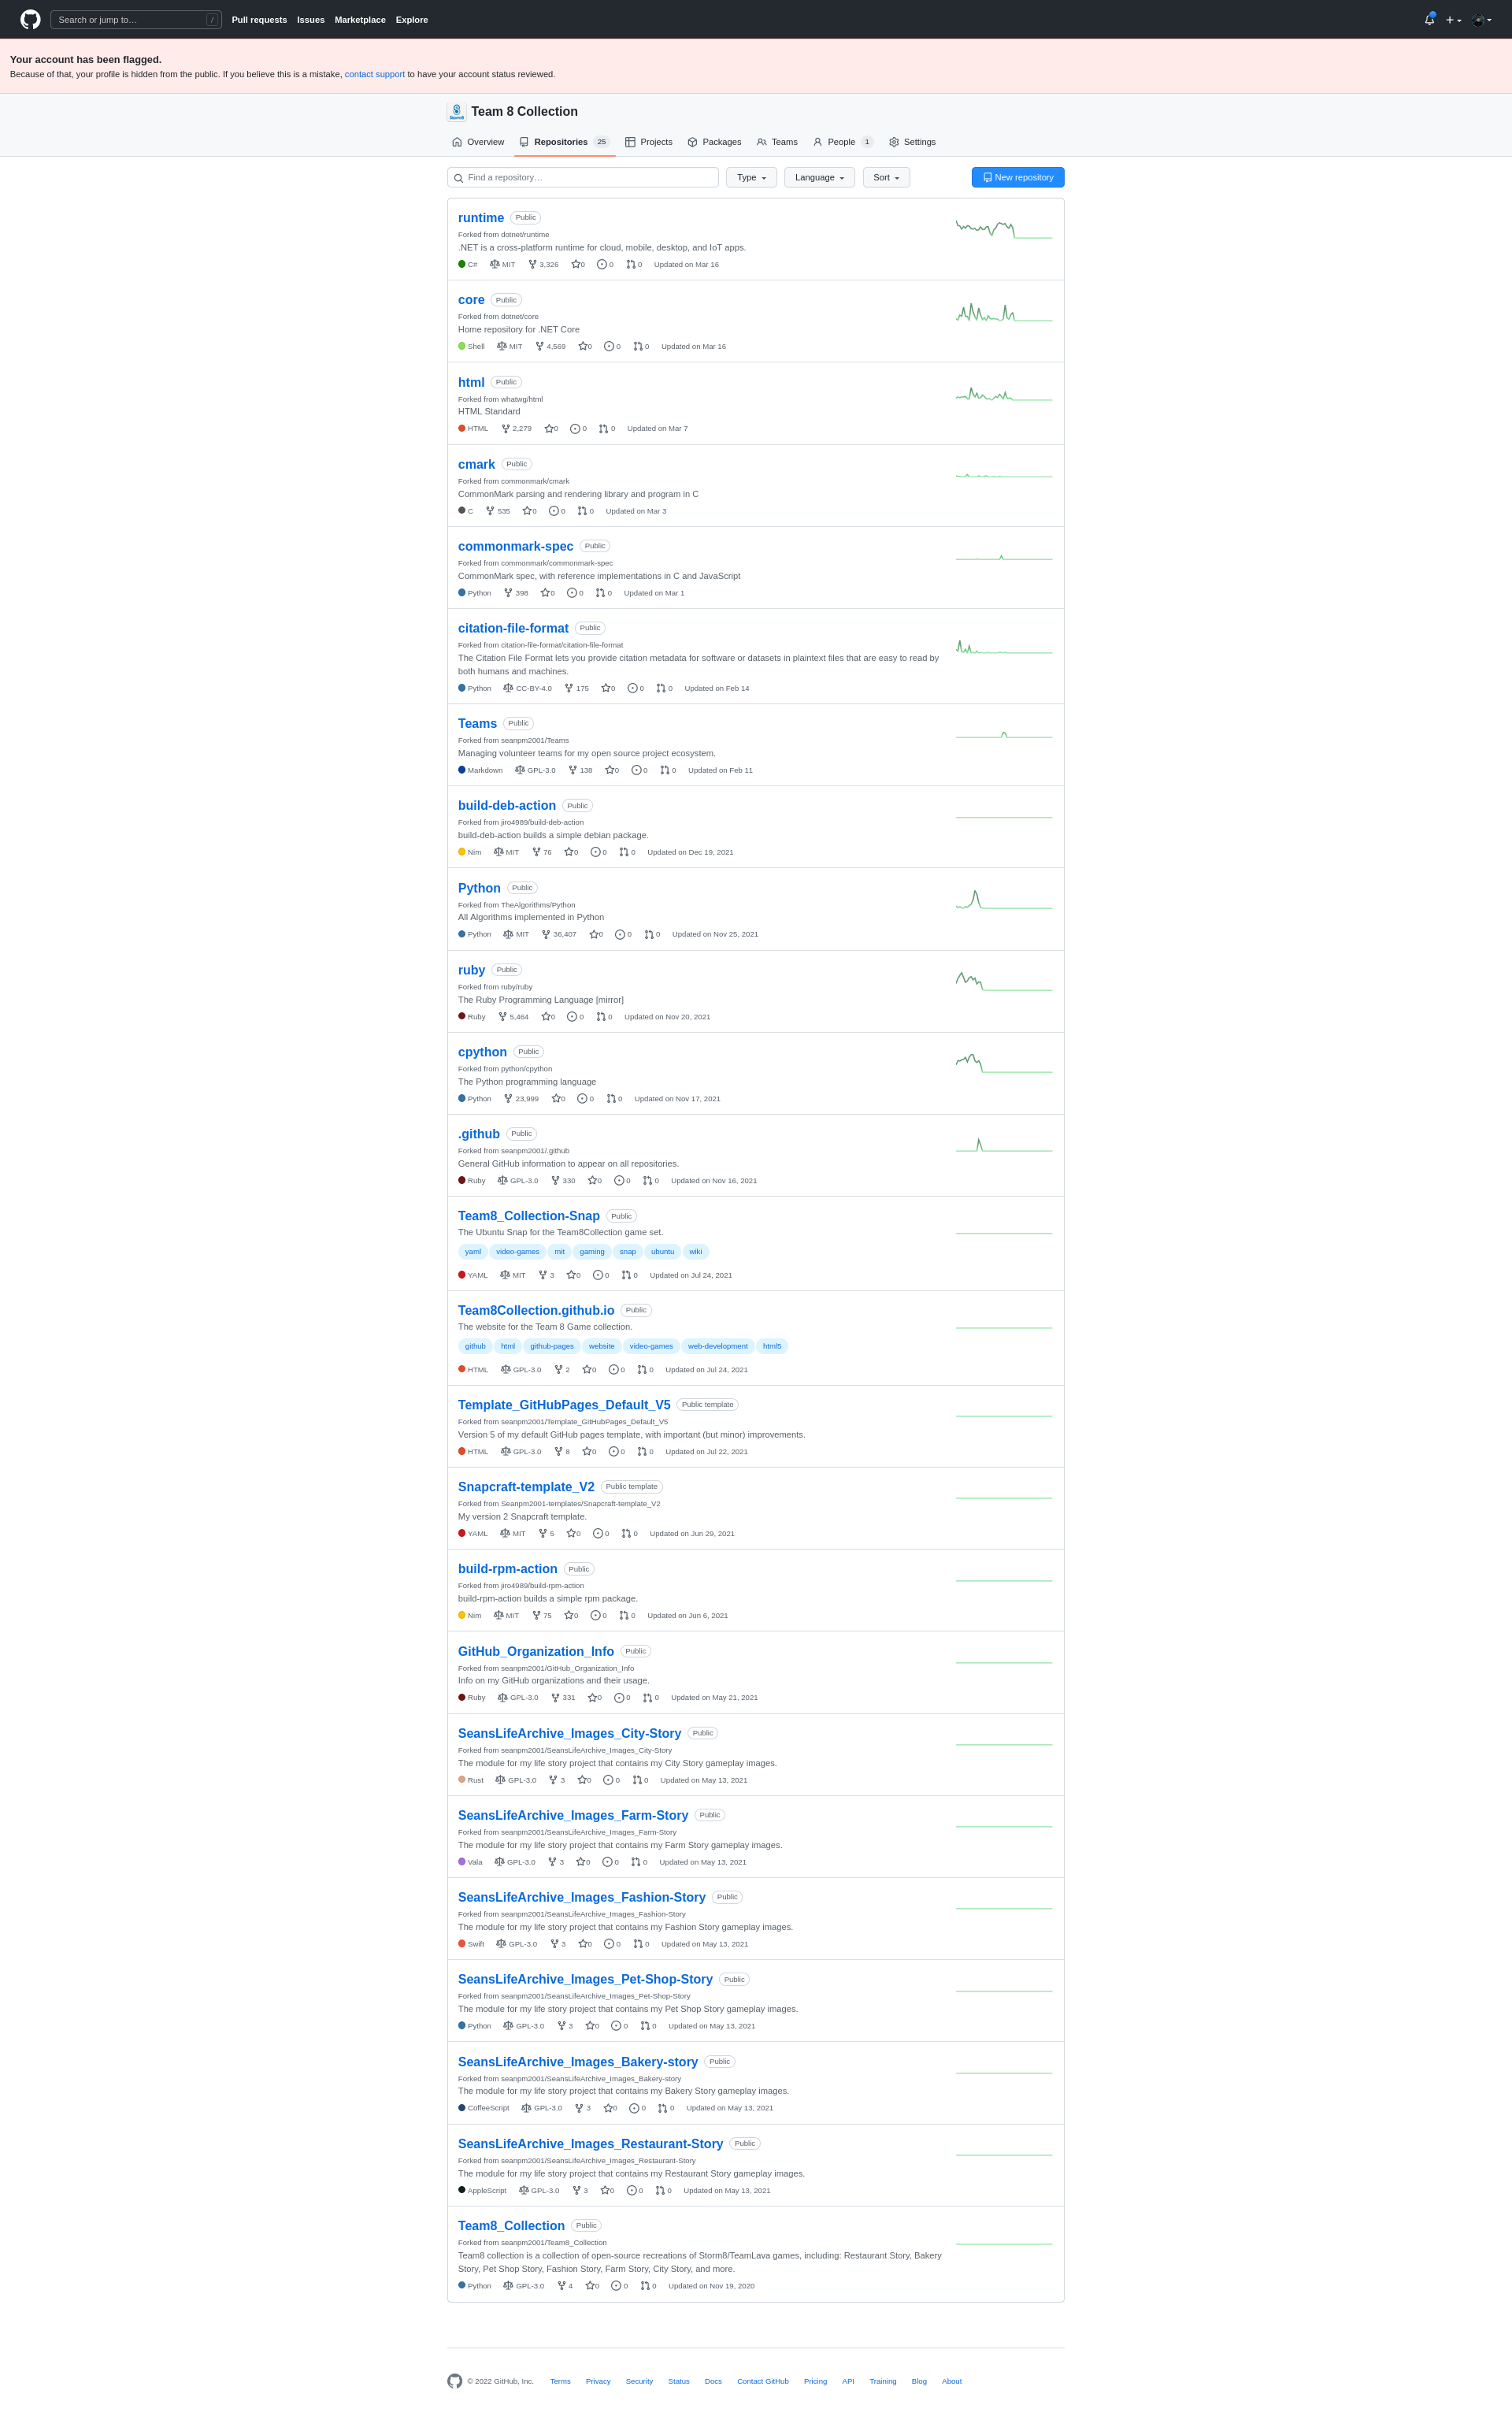 Search or jump to… /
Pull requests Issues Marketplace Explore
Your account has been flagged.
Because of that, your profile is hidden from the public. If you believe this is a mistake, contact support to have your account status reviewed.
Storm8 Team 8 Collection
Overview Repositories 25 Projects Packages Teams People 1 Settings
Find a repository… Type Language Sort New repository
runtime Public
Forked from dotnet/runtime
.NET is a cross-platform runtime for cloud, mobile, desktop, and IoT apps.
C# MIT 3,326 0 0 0 Updated on Mar 16
core Public
Forked from dotnet/core
Home repository for .NET Core
Shell MIT 4,569 0 0 0 Updated on Mar 16
html Public
Forked from whatwg/html
HTML Standard
HTML 2,279 0 0 0 Updated on Mar 7
cmark Public
Forked from commonmark/cmark
CommonMark parsing and rendering library and program in C
C 535 0 0 0 Updated on Mar 3
commonmark-spec Public
Forked from commonmark/commonmark-spec
CommonMark spec, with reference implementations in C and JavaScript
Python 398 0 0 0 Updated on Mar 1
citation-file-format Public
Forked from citation-file-format/citation-file-format
The Citation File Format lets you provide citation metadata for software or datasets in plaintext files that are easy to read by
both humans and machines.
Python CC-BY-4.0 175 0 0 0 Updated on Feb 14
Teams Public
Forked from seanpm2001/Teams
Managing volunteer teams for my open source project ecosystem.
Markdown GPL-3.0 138 0 0 0 Updated on Feb 11
build-deb-action Public
Forked from jiro4989/build-deb-action
build-deb-action builds a simple debian package.
Nim MIT 76 0 0 0 Updated on Dec 19, 2021
Python Public
Forked from TheAlgorithms/Python
All Algorithms implemented in Python
Python MIT 36,407 0 0 0 Updated on Nov 25, 2021
ruby Public
Forked from ruby/ruby
The Ruby Programming Language [mirror]
Ruby 5,464 0 0 0 Updated on Nov 20, 2021
cpython Public
Forked from python/cpython
The Python programming language
Python 23,999 0 0 0 Updated on Nov 17, 2021
.github Public
Forked from seanpm2001/.github
General GitHub information to appear on all repositories.
Ruby GPL-3.0 330 0 0 0 Updated on Nov 16, 2021
Team8_Collection-Snap Public
The Ubuntu Snap for the Team8Collection game set.
yaml video-games mit gaming snap ubuntu wiki
YAML MIT 3 0 0 0 Updated on Jul 24, 2021
Team8Collection.github.io Public
The website for the Team 8 Game collection.
github html github-pages website video-games web-development html5
HTML GPL-3.0 2 0 0 0 Updated on Jul 24, 2021
Template_GitHubPages_Default_V5 Public template
Forked from seanpm2001/Template_GitHubPages_Default_V5
Version 5 of my default GitHub pages template, with important (but minor) improvements.
HTML GPL-3.0 8 0 0 0 Updated on Jul 22, 2021
Snapcraft-template_V2 Public template
Forked from Seanpm2001-templates/Snapcraft-template_V2
My version 2 Snapcraft template.
YAML MIT 5 0 0 0 Updated on Jun 29, 2021
build-rpm-action Public
Forked from jiro4989/build-rpm-action
build-rpm-action builds a simple rpm package.
Nim MIT 75 0 0 0 Updated on Jun 6, 2021
GitHub_Organization_Info Public
Forked from seanpm2001/GitHub_Organization_Info
Info on my GitHub organizations and their usage.
Ruby GPL-3.0 331 0 0 0 Updated on May 21, 2021
SeansLifeArchive_Images_City-Story Public
Forked from seanpm2001/SeansLifeArchive_Images_City-Story
The module for my life story project that contains my City Story gameplay images.
Rust GPL-3.0 3 0 0 0 Updated on May 13, 2021
SeansLifeArchive_Images_Farm-Story Public
Forked from seanpm2001/SeansLifeArchive_Images_Farm-Story
The module for my life story project that contains my Farm Story gameplay images.
Vala GPL-3.0 3 0 0 0 Updated on May 13, 2021
SeansLifeArchive_Images_Fashion-Story Public
Forked from seanpm2001/SeansLifeArchive_Images_Fashion-Story
The module for my life story project that contains my Fashion Story gameplay images.
Swift GPL-3.0 3 0 0 0 Updated on May 13, 2021
SeansLifeArchive_Images_Pet-Shop-Story Public
Forked from seanpm2001/SeansLifeArchive_Images_Pet-Shop-Story
The module for my life story project that contains my Pet Shop Story gameplay images.
Python GPL-3.0 3 0 0 0 Updated on May 13, 2021
SeansLifeArchive_Images_Bakery-story Public
Forked from seanpm2001/SeansLifeArchive_Images_Bakery-story
The module for my life story project that contains my Bakery Story gameplay images.
CoffeeScript GPL-3.0 3 0 0 0 Updated on May 13, 2021
SeansLifeArchive_Images_Restaurant-Story Public
Forked from seanpm2001/SeansLifeArchive_Images_Restaurant-Story
The module for my life story project that contains my Restaurant Story gameplay images.
AppleScript GPL-3.0 3 0 0 0 Updated on May 13, 2021
Team8_Collection Public
Forked from seanpm2001/Team8_Collection
Team8 collection is a collection of open-source recreations of Storm8/TeamLava games, including: Restaurant Story, Bakery
Story, Pet Shop Story, Fashion Story, Farm Story, City Story, and more.
Python GPL-3.0 4 0 0 0 Updated on Nov 19, 2020
© 2022 GitHub, Inc. Terms Privacy Security Status Docs Contact GitHub Pricing API Training Blog About